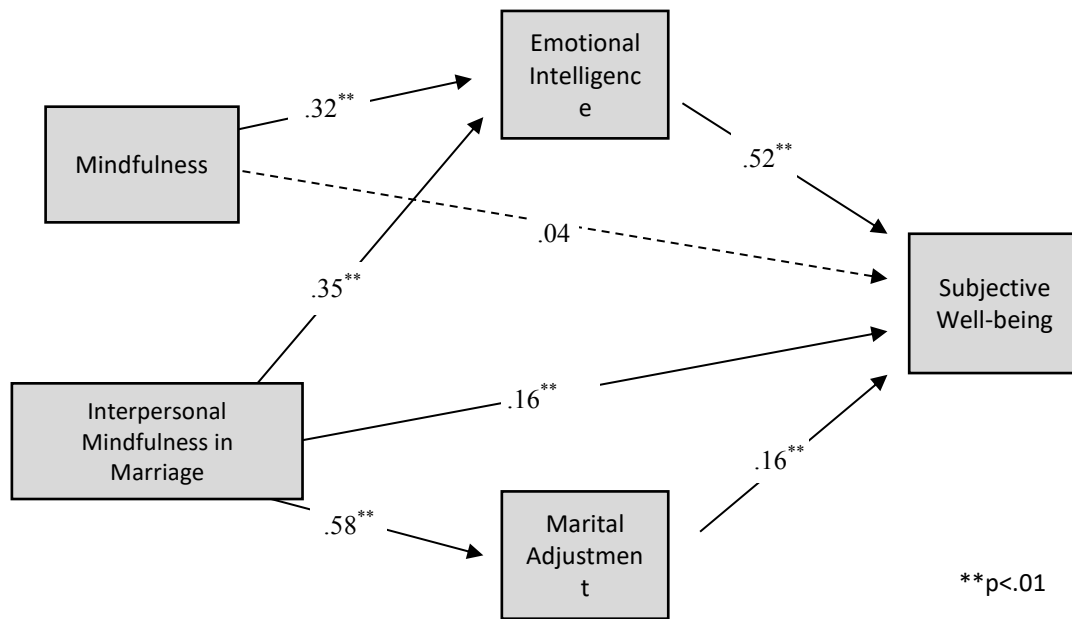 Emotional
Intelligenc
e
.32**
Mindfulness
.52**
.04
.35**
Subjective
Well-being
Interpersonal
Mindfulness in
Marriage
.16**
.16**
.58**
Marital
Adjustmen
t
**p<.01